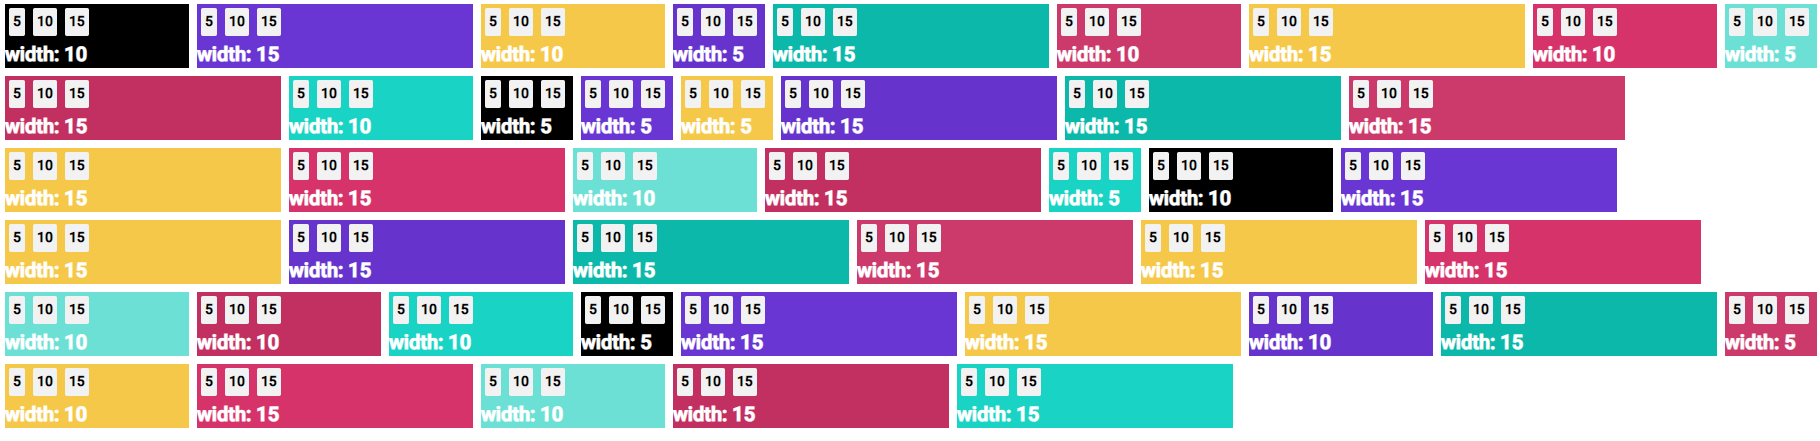 5 10 15 5 10 15 5 10 15 5 10 15 5 10 15 5 10 15 5 10 15 5 10 15 5 10 15
width: 10 width: 15 width: 10 width: 5 width: 15 width: 10 width: 15 width: 10 width: 5
5 10 15 5 10 15 5 10 15 5 10 15 5 10 15 5 10 15 5 10 15 5 10 15
width: 15 width: 10 width: 5 width: 5 width: 5 width: 15 width: 15 width: 15
5 10 15 5 10 15 5 10 15 5 10 15 5 10 15 5 10 15 5 10 15
width: 15 width: 15 width: 10 width: 15 width: 5 width: 10 width: 15
5 10 15 5 10 15 5 10 15 5 10 15 5 10 15 5 10 15
width: 15 width: 15 width: 15 width: 15 width: 15 width: 15
5 10 15 5 10 15 5 10 15 5 10 15 5 10 15 5 10 15 5 10 15 5 10 15 5 10 15
width: 10 width: 10 width: 10 width: 5 width: 15 width: 15 width: 10 width: 15 width: 5
5 10 15 5 10 15 5 10 15 5 10 15 5 10 15
width: 10 width: 15 width: 10 width: 15 width: 15